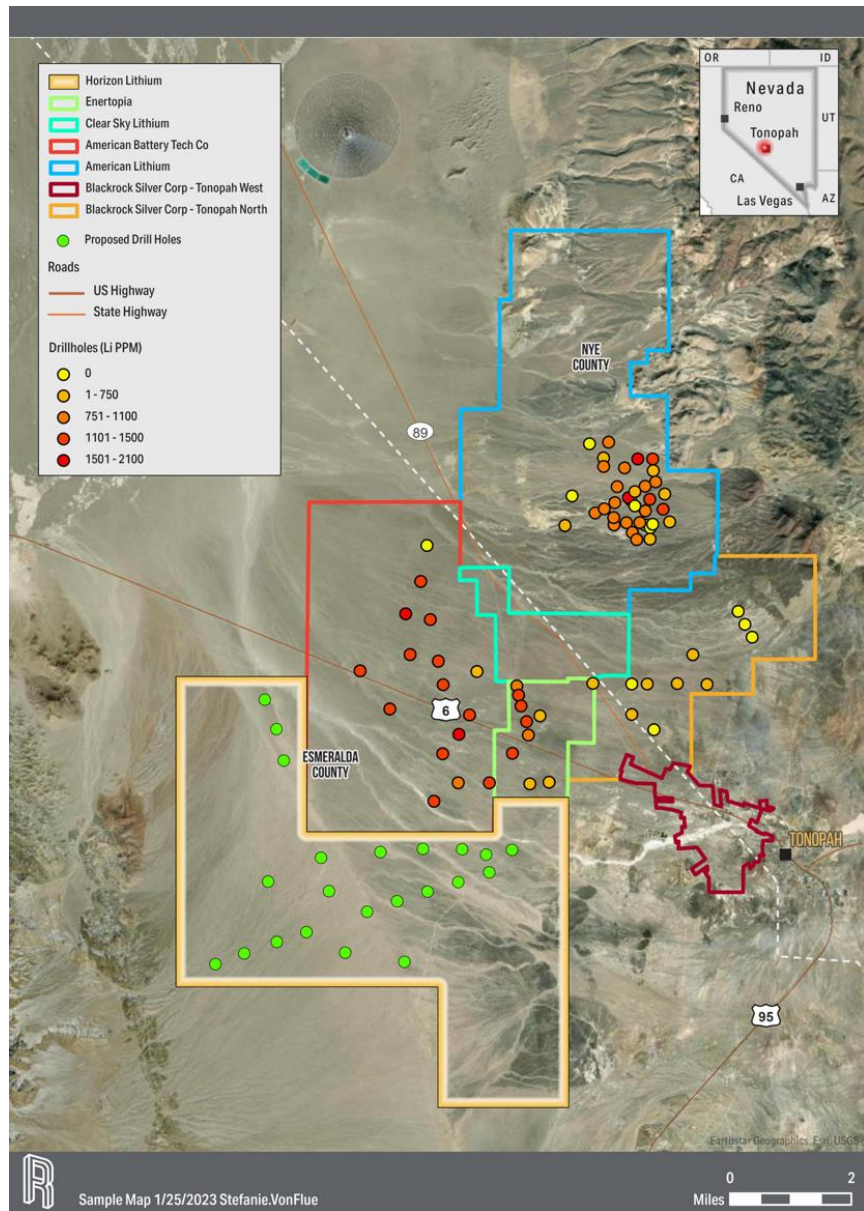 Horizon Lithium
Enertopia
Clear Sky Lithium
American Battery Tech Co
American Lithium
Blackrock Silver Corp - Tonopah West
Blackrock Silver Corp - Tonopah North
Proposed Drill Holes
Roads
US Highway
State Highway
Drillholes (Li PPM)
0
1 - 750
751 - 1100
1101 - 1500
1501 - 2100
OR
ID
Nevada
Reno
UT
Tonopah
CA
Las Vegas
AZ
NYE
COUNTY
89
6
ESMERALDA
COUNTY
TONOPAH
95
Earthstar Geographics, Esri, USGS
R
Sample Map 1/25/2023 Stefanie.VonFlue
0
2
Miles